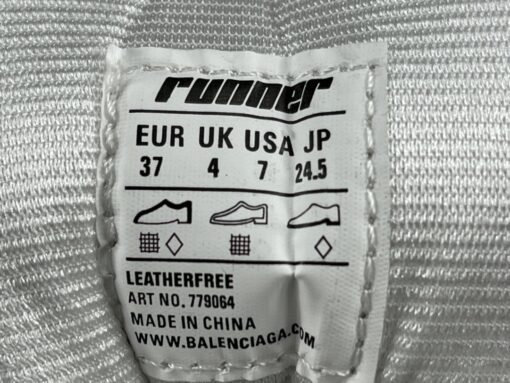 runner
EUR UK USA JP
37 4 7 24.5
LEATHERFREE
ART NO. 779064
MADE IN CHINA
WWW.BALENCIAGA.COM